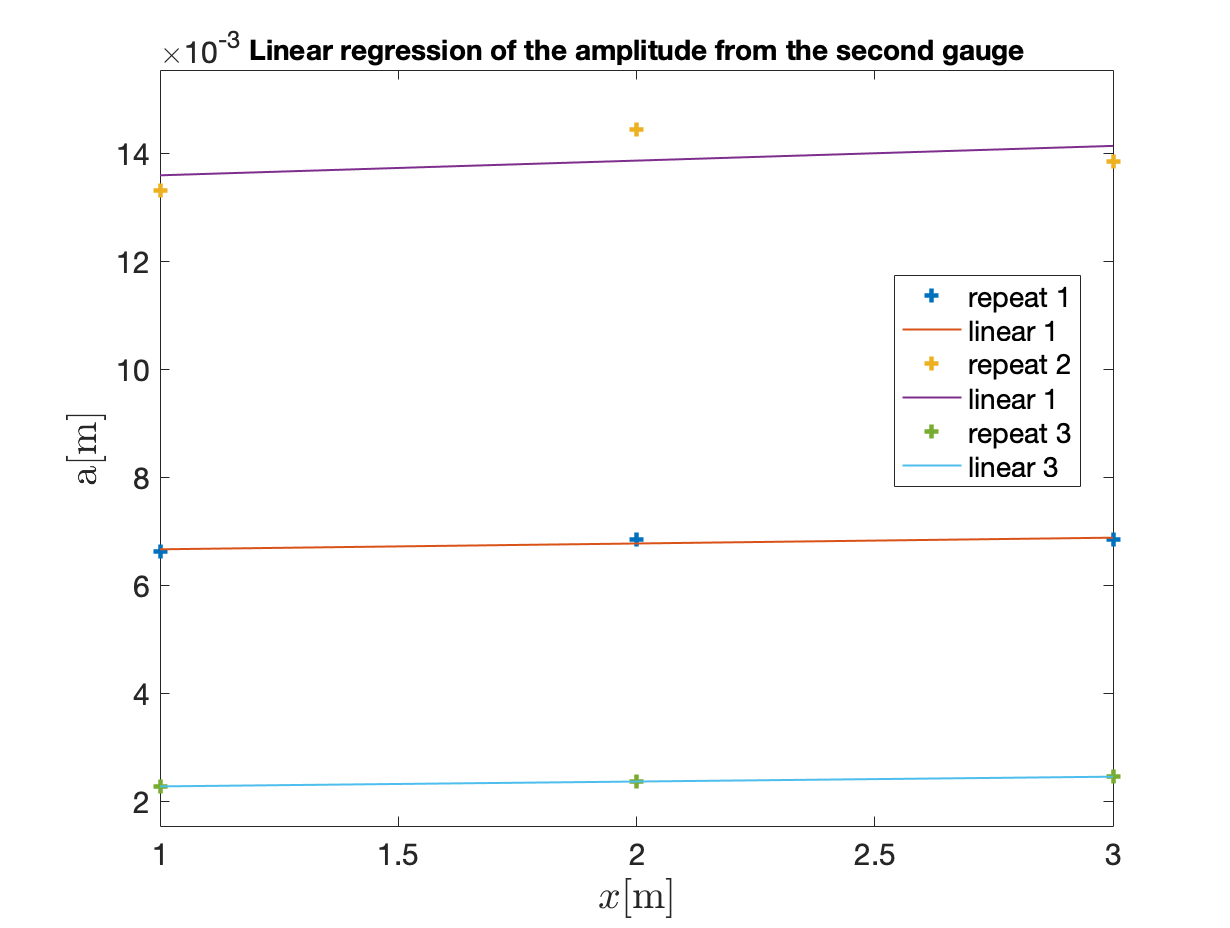 ×10-3 Linear regression of the amplitude from the second gauge
14
12
10
8
6
4
2
a[m]
repeat 1
linear 1
repeat 2
linear 1
repeat 3
linear 3
1 1.5 2 2.5 3
x[m]